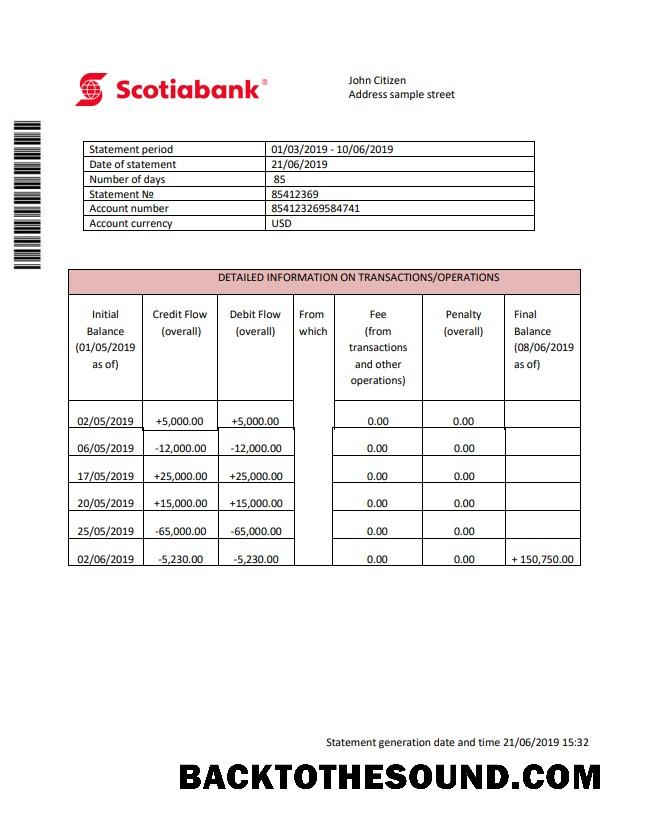 Scotiabank®
John Citizen
Address sample street
Statement period 01/03/2019 - 10/06/2019
Date of statement 21/06/2019
Number of days 85
Statement № 85412369
Account number 854123269584741
Account currency USD
DETAILED INFORMATION ON TRANSACTIONS/OPERATIONS
Initial Balance (01/05/2019 as of) Credit Flow (overall) Debit Flow (overall) From which Fee (from transactions and other operations) Penalty (overall) Final Balance (08/06/2019 as of)
02/05/2019 +5,000.00 +5,000.00 0.00 0.00
06/05/2019 -12,000.00 -12,000.00 0.00 0.00
17/05/2019 +25,000.00 +25,000.00 0.00 0.00
20/05/2019 +15,000.00 +15,000.00 0.00 0.00
25/05/2019 -65,000.00 -65,000.00 0.00 0.00
02/06/2019 -5,230.00 -5,230.00 0.00 0.00 + 150,750.00
Statement generation date and time 21/06/2019 15:32
BACKTOTHESOUND.COM